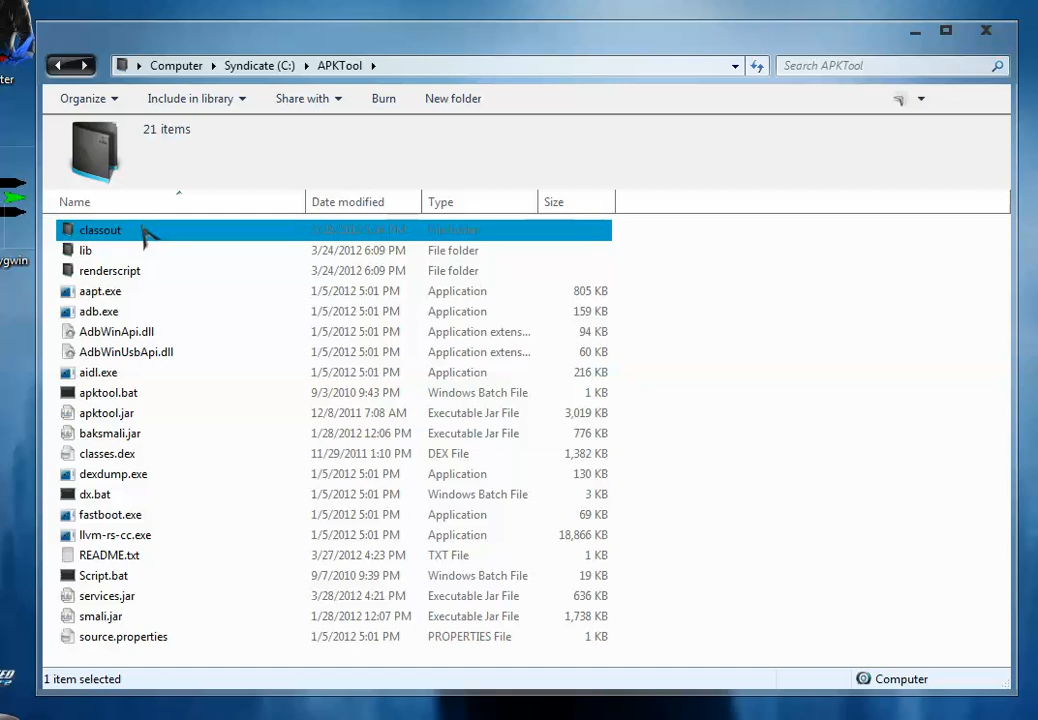 Computer Syndicate (C:) APKTool Search APKTool
ter
Organize Include in library Share with Burn New folder
21 items
Name Date modified Type Size
classout File folder
ygwin
lib 3/24/2012 6:09 PM File folder
renderscript 3/24/2012 6:09 PM File folder
aapt.exe 1/5/2012 5:01 PM Application 805 KB
adb.exe 1/5/2012 5:01 PM Application 159 KB
AdbWinApi.dll 1/5/2012 5:01 PM Application extens... 94 KB
AdbWinUsbApi.dll 1/5/2012 5:01 PM Application extens... 60 KB
aidl.exe 1/5/2012 5:01 PM Application 216 KB
apktool.bat 9/3/2010 9:43 PM Windows Batch File 1 KB
apktool.jar 12/8/2011 7:08 AM Executable Jar File 3,019 KB
baksmali.jar 1/28/2012 12:06 PM Executable Jar File 776 KB
classes.dex 11/29/2011 1:10 PM DEX File 1,382 KB
dexdump.exe 1/5/2012 5:01 PM Application 130 KB
dx.bat 1/5/2012 5:01 PM Windows Batch File 3 KB
fastboot.exe 1/5/2012 5:01 PM Application 69 KB
llvm-rs-cc.exe 1/5/2012 5:01 PM Application 18,866 KB
README.txt 3/27/2012 4:23 PM TXT File 1 KB
Script.bat 9/7/2010 9:39 PM Windows Batch File 19 KB
services.jar 3/28/2012 4:21 PM Executable Jar File 636 KB
smali.jar 1/28/2012 12:07 PM Executable Jar File 1,738 KB
source.properties 1/5/2012 5:01 PM PROPERTIES File 1 KB
1 item selected Computer